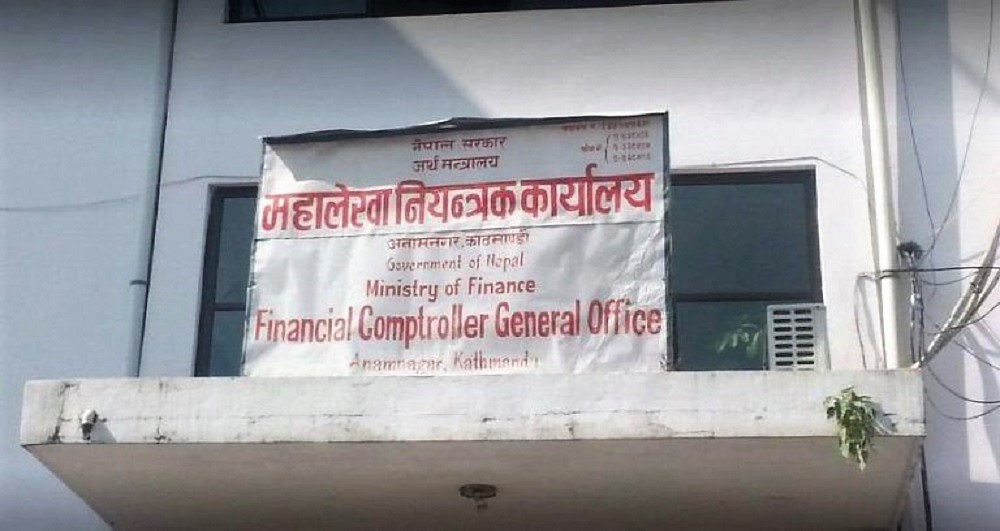 नेपाल सरकार
अर्थ मन्त्रालय
महालेखा नियन्त्रक कार्यालय
अनामनगर, काठमाण्डौ
Government of Nepal
Ministry of Finance
Financial Comptroller General Office
Anamnagar, Kathmandu